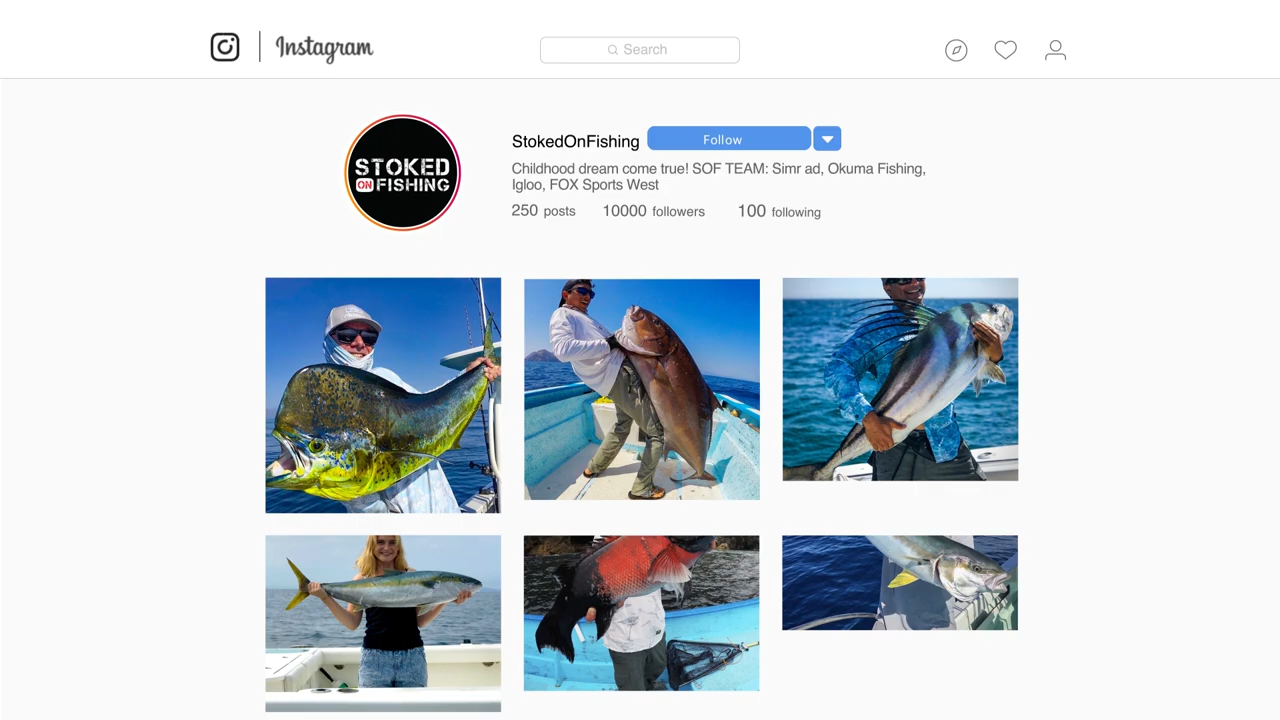 Instagram
Search
STOKED
ON FISHING
StokedOnFishing
Follow
Childhood dream come true! SOF TEAM: Simr ad, Okuma Fishing,
Igloo, FOX Sports West
250 posts 10000 followers 100 following